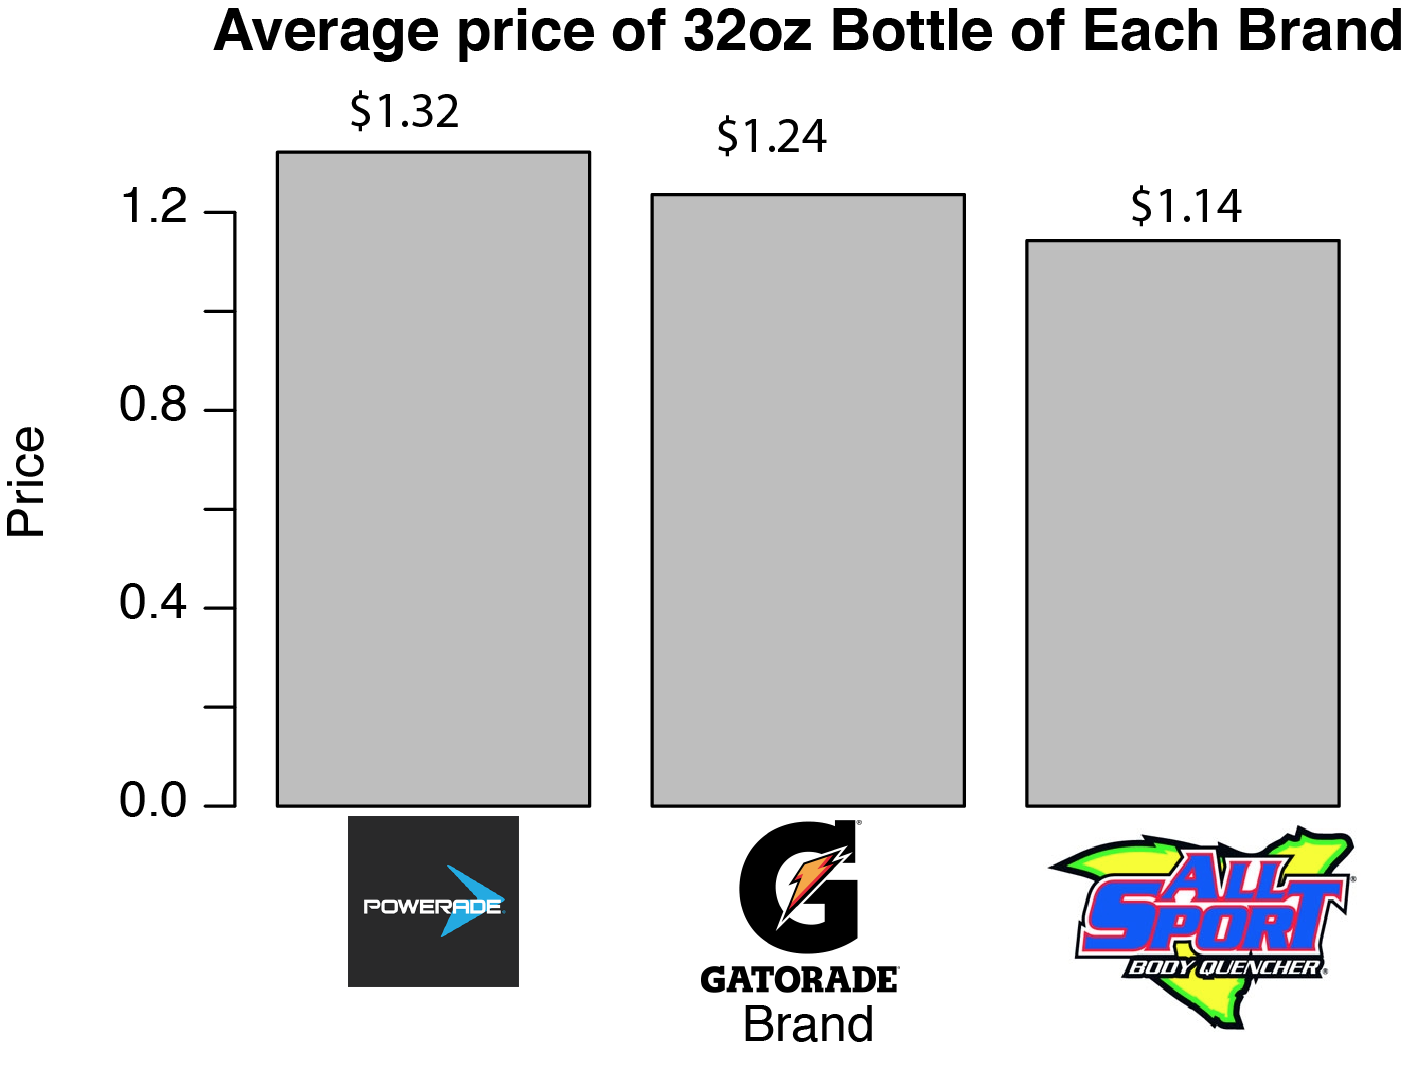 Average price of 32oz Bottle of Each Brand
$1.32
$1.24
$1.14
1.2
0.8
0.4
0.0
Price
POWERADE
G
GATORADE
ALL
SPORT
BODY QUENCHER
Brand